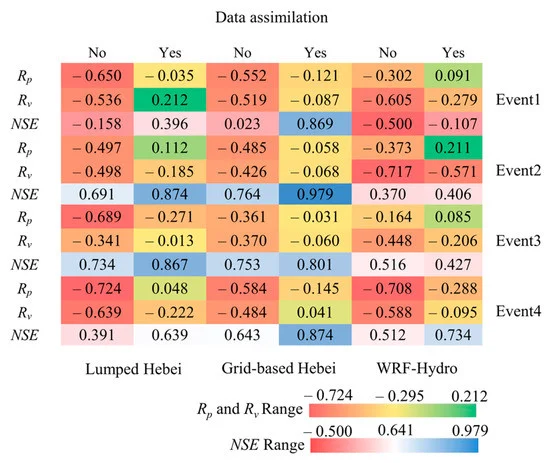 Data assimilation
No Yes No Yes No Yes
Rp − 0.650 − 0.035 − 0.552 − 0.121 − 0.302 0.091
Rv − 0.536 0.212 − 0.519 − 0.087 − 0.605 − 0.279 Event1
NSE − 0.158 0.396 0.023 0.869 − 0.500 − 0.107
Rp − 0.497 0.112 − 0.485 − 0.058 − 0.373 0.211
Rv − 0.498 − 0.185 − 0.426 − 0.068 − 0.717 − 0.571 Event2
NSE 0.691 0.874 0.764 0.979 0.370 0.406
Rp − 0.689 − 0.271 − 0.361 − 0.031 − 0.164 0.085
Rv − 0.341 − 0.013 − 0.370 − 0.060 − 0.448 − 0.206 Event3
NSE 0.734 0.867 0.753 0.801 0.516 0.427
Rp − 0.724 0.048 − 0.584 − 0.145 − 0.708 − 0.288
Rv − 0.639 − 0.222 − 0.484 0.041 − 0.588 − 0.095 Event4
NSE 0.391 0.639 0.643 0.874 0.512 0.734
Lumped Hebei Grid-based Hebei WRF-Hydro
− 0.724 − 0.295 0.212
Rp and Rv Range
− 0.500 0.641 0.979
NSE Range